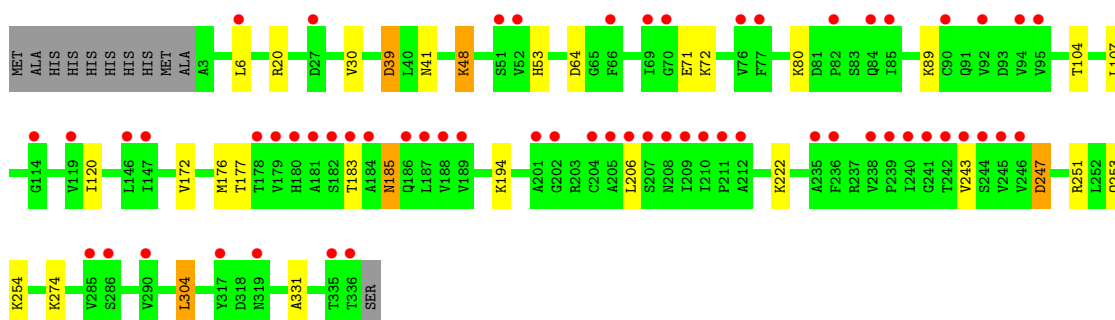 MET ALA HIS HIS HIS HIS HIS HIS MET ALA A3 L6 R20 D27 V30 D39 L40 N41 K48 S51 V52 H53 D64 G65 F66 I69 G70 E71 K72 V76 F77 K80 D81 P82 S83 Q84 I85 K89 C90 Q91 V92 D93 V94 V95 T104 L107
G114 V119 I120 L146 I147 V172 M176 T177 T178 V179 H180 A181 S182 T183 A184 N185 Q186 L187 V188 V189 K194 A201 G202 R203 C204 A205 L206 S207 N208 I209 I210 P211 A212 K222 A235 F236 R237 V238 P239 I240 G241 T242 V243 S244 V245 V246 D247 R251 L252 Q253
K254 K274 V285 S286 V290 L304 Y317 D318 N319 A331 T335 T336 SER